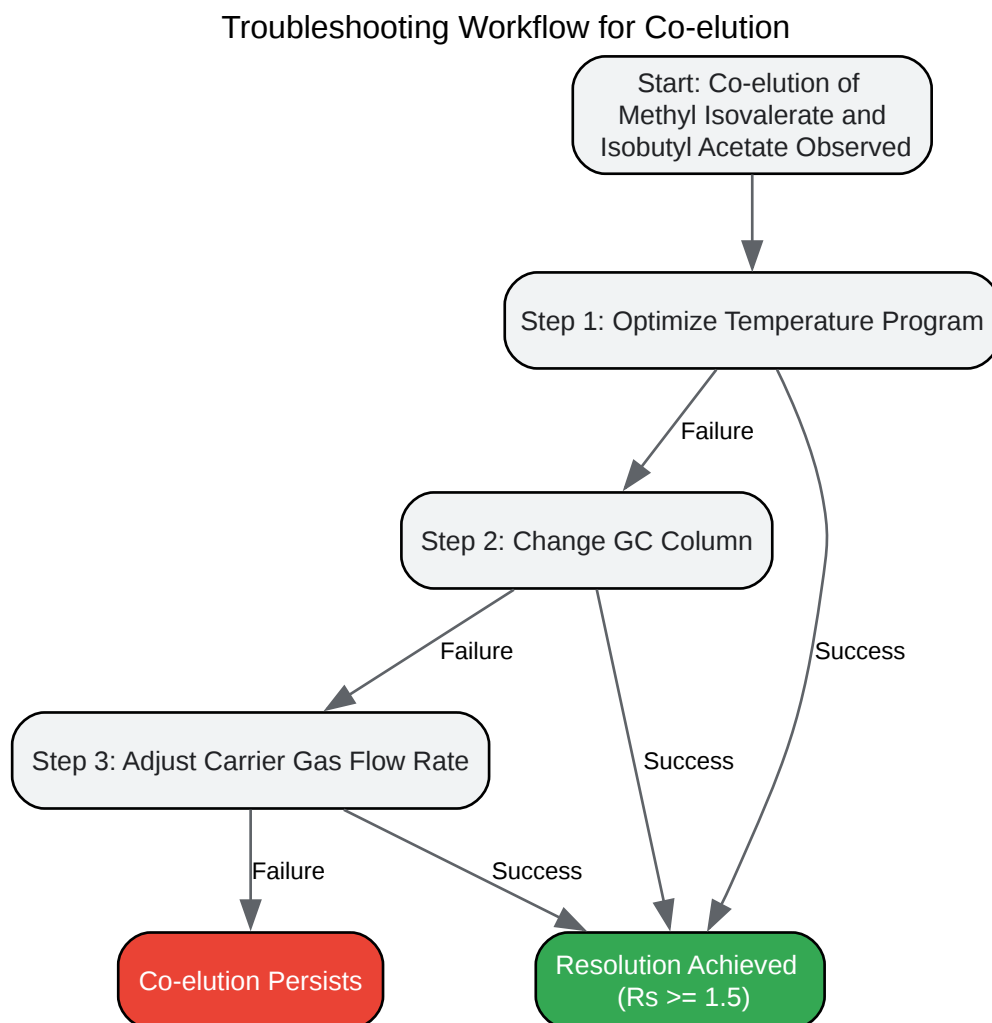 Troubleshooting Workflow for Co-elution
Start: Co-elution of
Methyl Isovalerate and
Isobutyl Acetate Observed
Step 1: Optimize Temperature Program
Failure
Step 2: Change GC Column
Failure
Success
Step 3: Adjust Carrier Gas Flow Rate
Success
Failure
Success
Co-elution Persists
Resolution Achieved
(Rs >= 1.5)